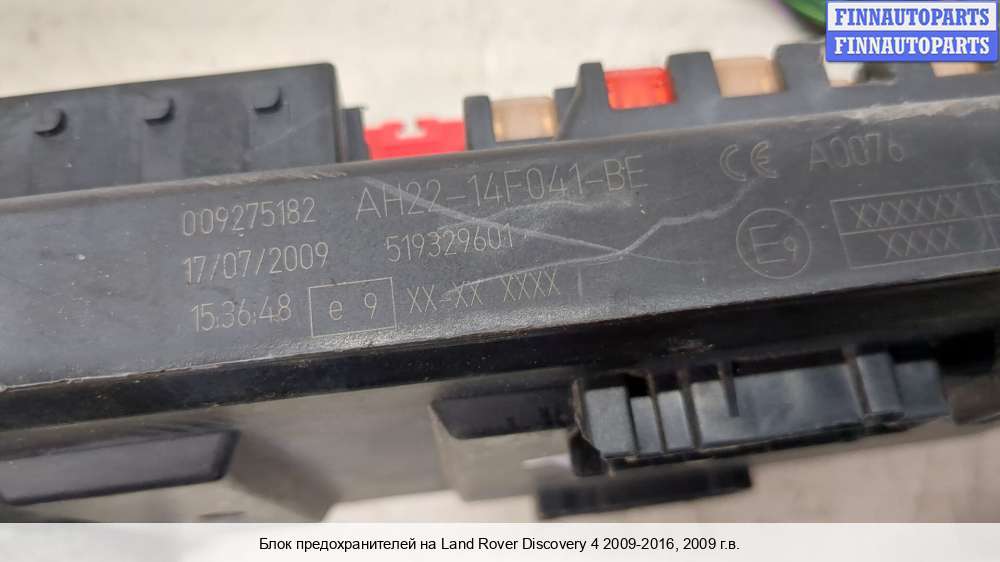 FINNAUTOPARTS
FINNAUTOPARTS
009275182 AH22-14F041-BE
CE A0076
17/07/2009 519329601
15:36:48 e 9 XX-XX XXXX
E9
XXXXXX
XXXX
Блок предохранителей на Land Rover Discovery 4 2009-2016, 2009 г.в.